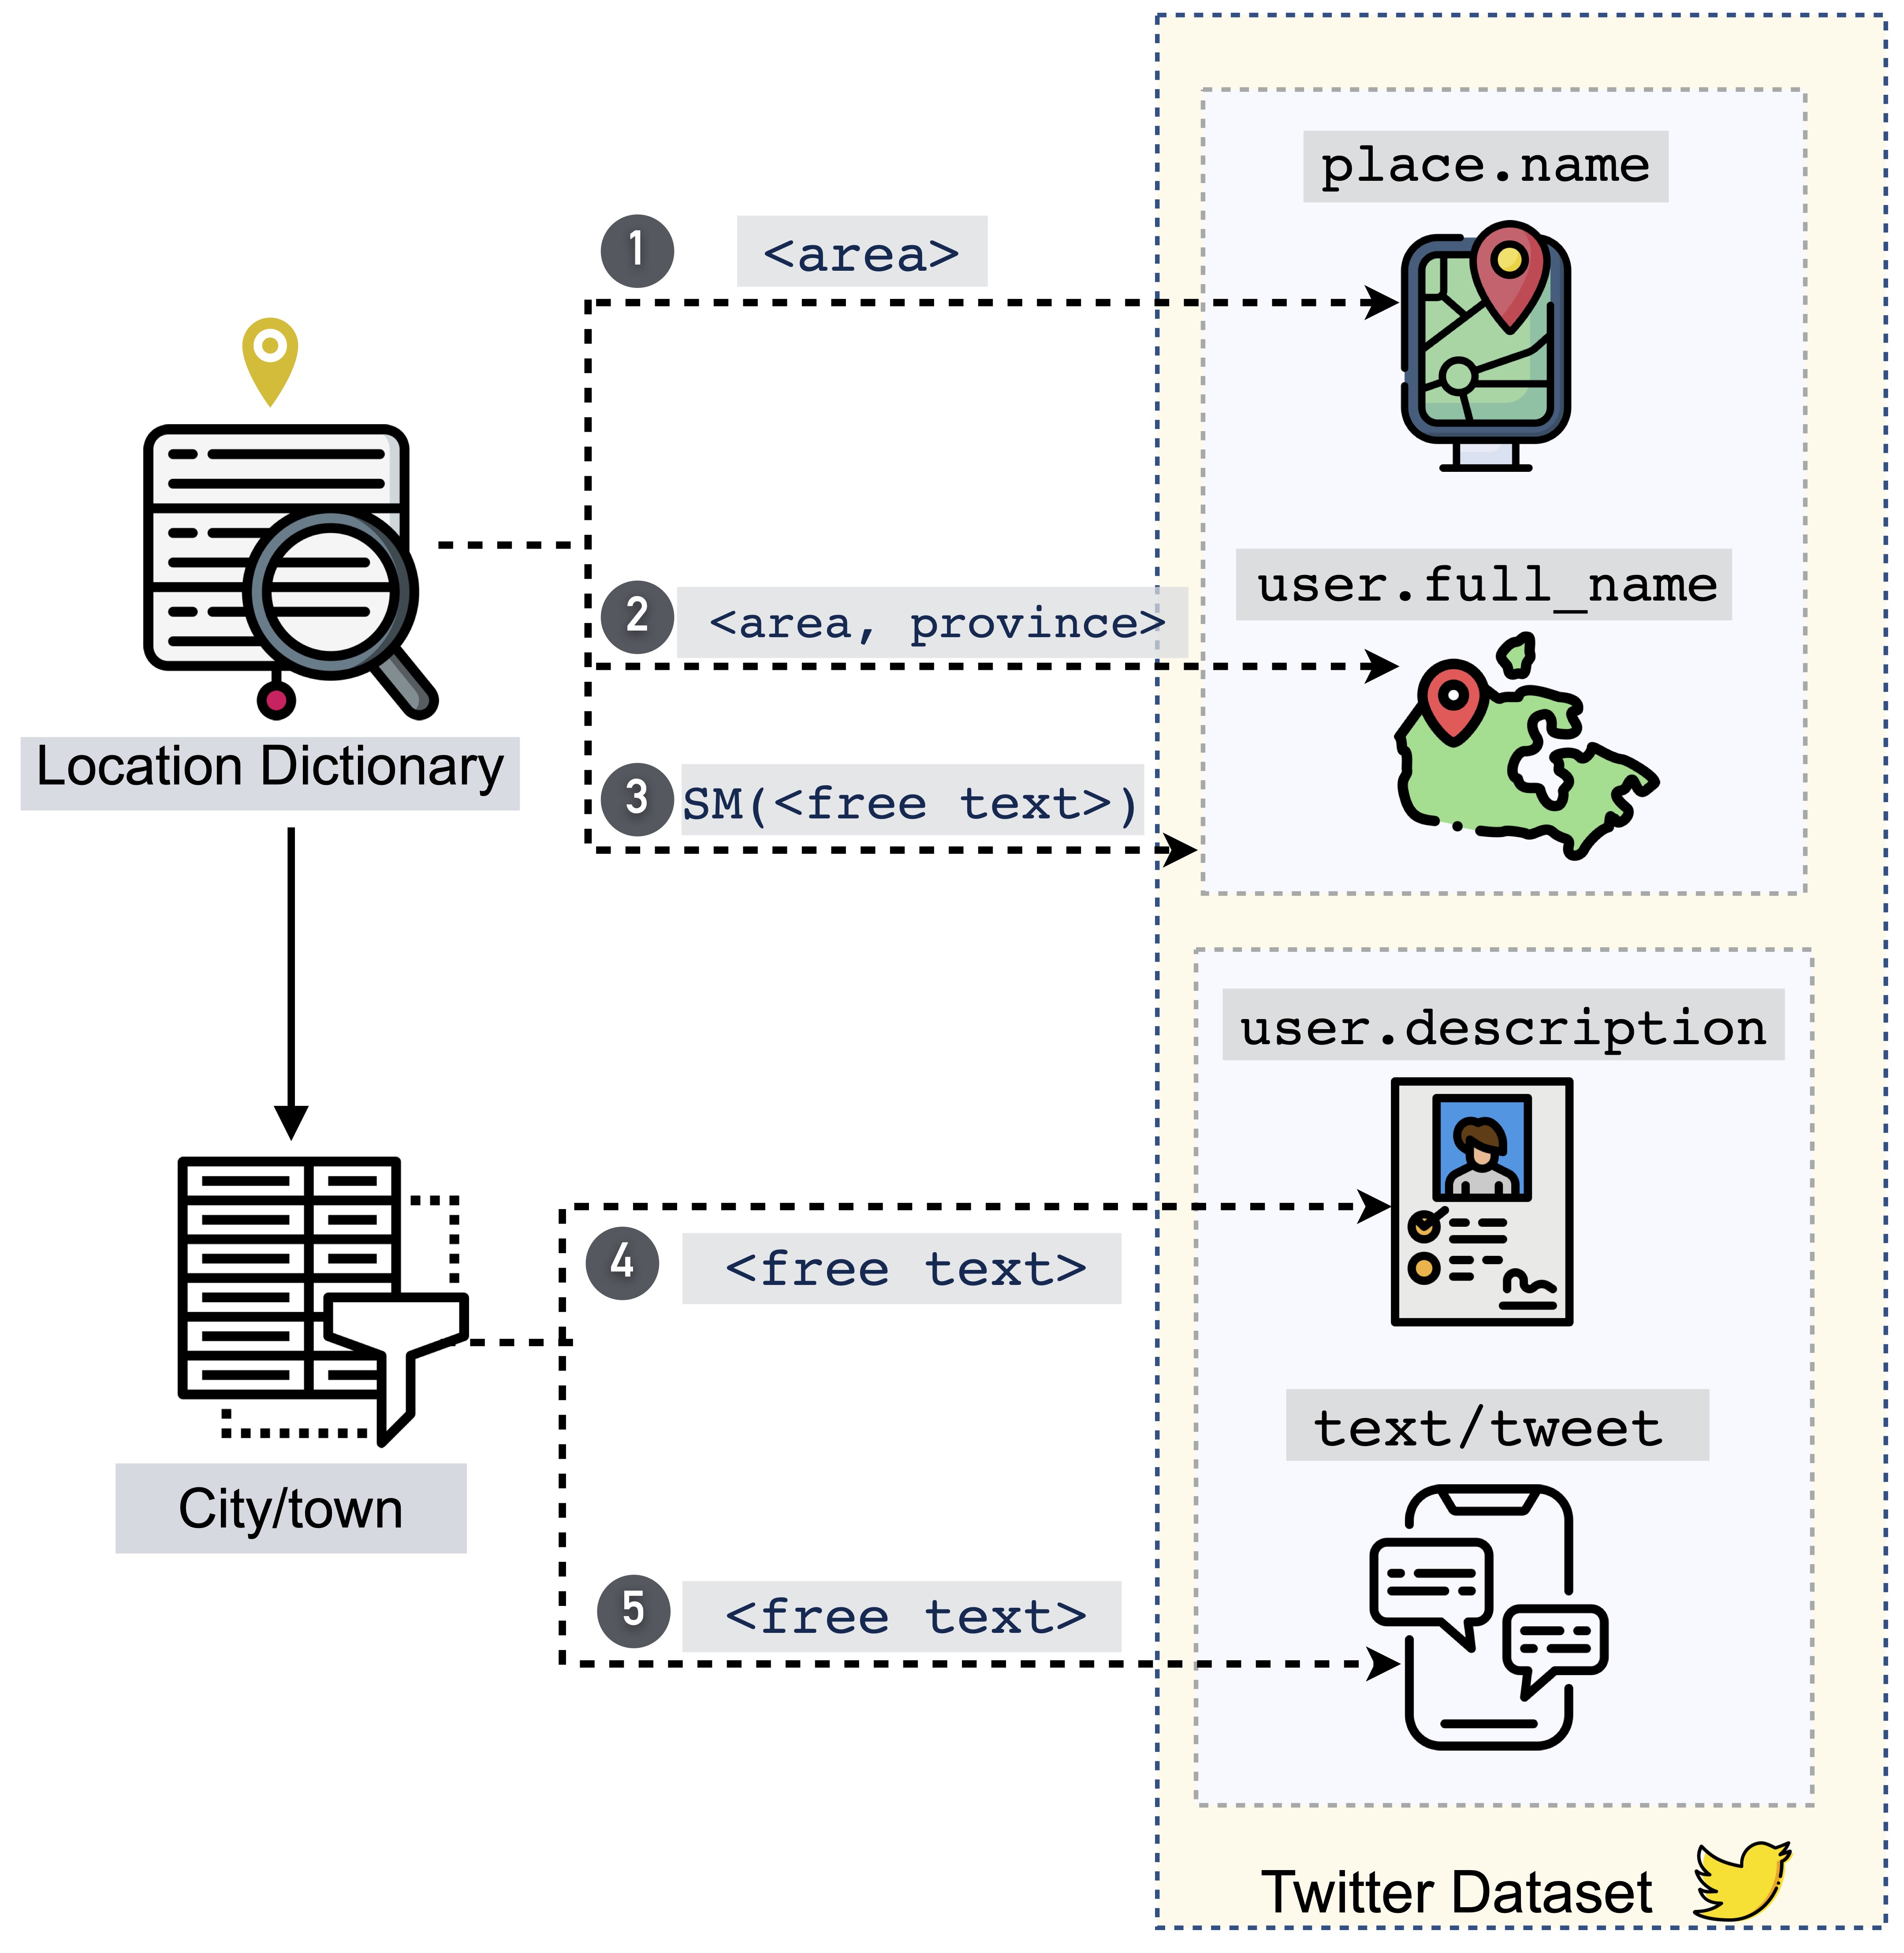 place.name
1
<area>
user.full_name
2
<area, province>
Location Dictionary
3
SM(<free text>)
user.description
4
<free text>
text/tweet
City/town
5
<free text>
Twitter Dataset